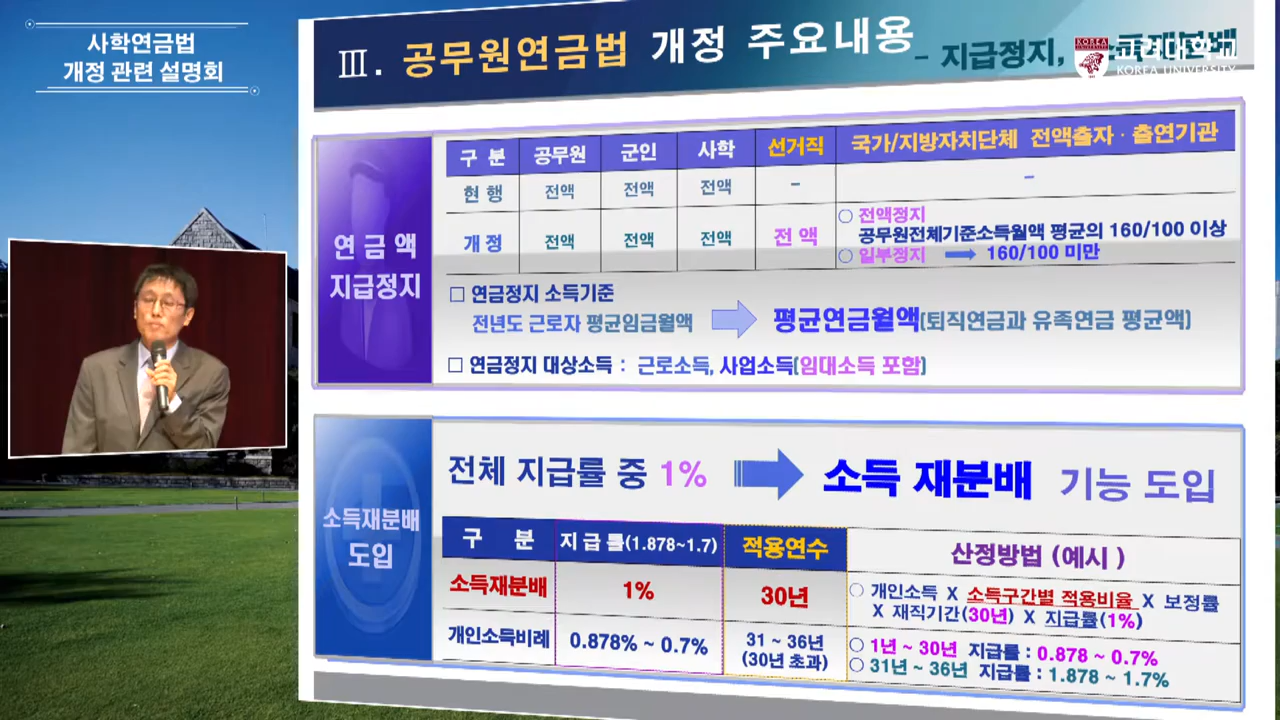 사학연금법
개정 관련 설명회
Ⅲ. 공무원연금법 개정 주요내용 - 지급정지, 소득재분배
KOREA
고려대학교
KOREA UNIVERSITY
연금액
지급정지
구 분 공무원 군인 사학 선거직 국가/지방자치단체 전액출자·출연기관
현 행 전액 전액 전액 - -
개 정 전액 전액 전액 전 액
○ 전액정지
공무원전체기준소득월액 평균의 160/100 이상
○ 일부정지 160/100 미만
□ 연금정지 소득기준
전년도 근로자 평균임금월액 평균연금월액(퇴직연금과 유족연금 평균액)
□ 연금정지 대상소득 : 근로소득, 사업소득(임대소득 포함)
소득재분배
도입
전체 지급률 중 1% 소득 재분배 기능 도입
구 분 지 급 률(1.878~1.7) 적용연수 산정방법 (예시)
소득재분배 1% 30년
○ 개인소득 X 소득구간별 적용비율 X 보정률
X 재직기간(30년) X 지급률(1%)
개인소득비례 0.878% ~ 0.7% 31 ~ 36년
(30년 초과)
○ 1년 ~ 30년 지급률 : 0.878 ~ 0.7%
○ 31년 ~ 36년 지급률 : 1.878 ~ 1.7%